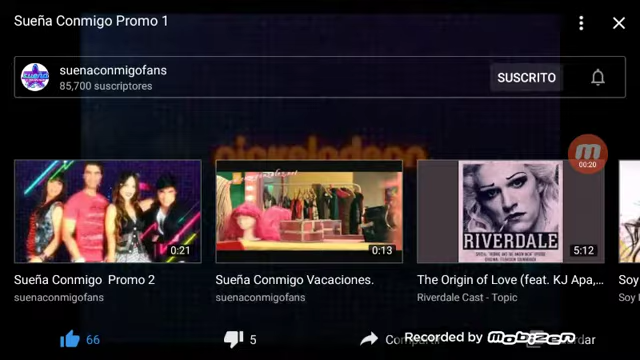 Sueña Conmigo Promo 1
suenaconmigofans
85,700 suscriptores
SUSCRITO
nickelodeon
00:20
0:21
0:13
RIVERDALE
5:12
Sueña Conmigo Promo 2
suenaconmigofans
Sueña Conmigo Vacaciones.
suenaconmigofans
The Origin of Love (feat. KJ Apa,...
Riverdale Cast - Topic
Soy
Soy
66
5
Recorded by Mobizen